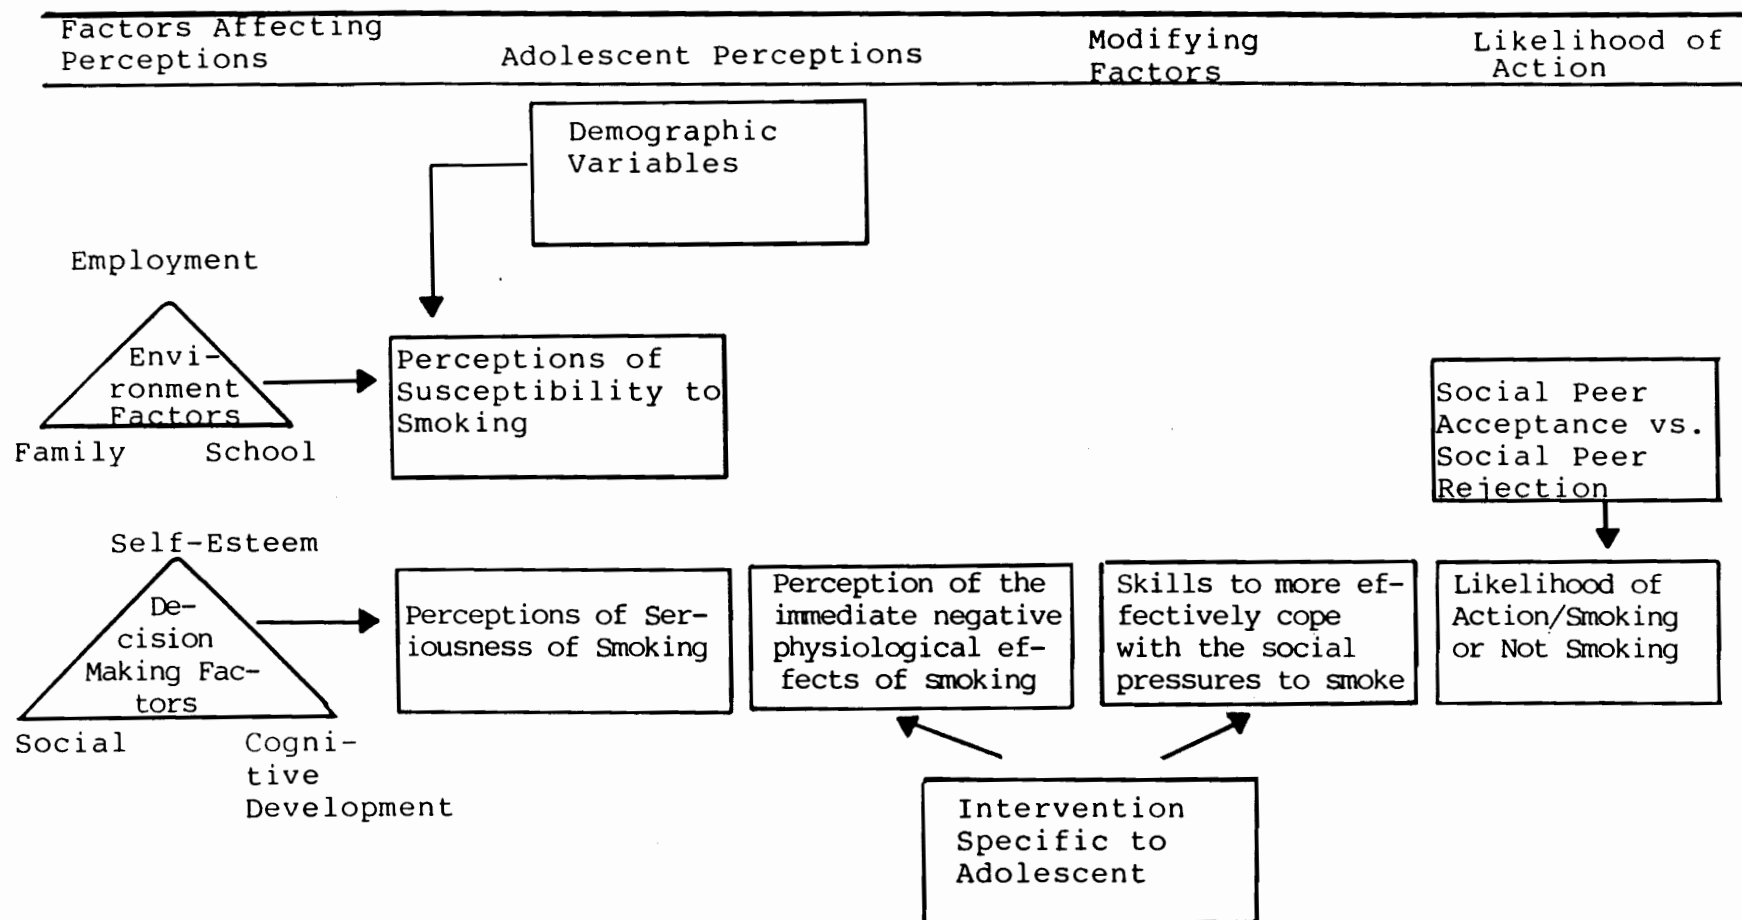 Factors Affecting
Perceptions
Adolescent Perceptions
Modifying
Factors
Likelihood of
Action
Demographic
Variables
Employment
Envi-
ronment
Factors
Family
School
Perceptions of
Susceptibility to
Smoking
Social Peer
Acceptance vs.
Social Peer
Rejection
Self-Esteem
De-
cision
Making Fac-
tors
Social
Cogni-
tive
Development
Perceptions of Ser-
iousness of Smoking
Perception of the
immediate negative
physiological ef-
fects of smoking
Skills to more ef-
fectively cope
with the social
pressures to smoke
Likelihood of
Action/Smoking
or Not Smoking
Intervention
Specific to
Adolescent